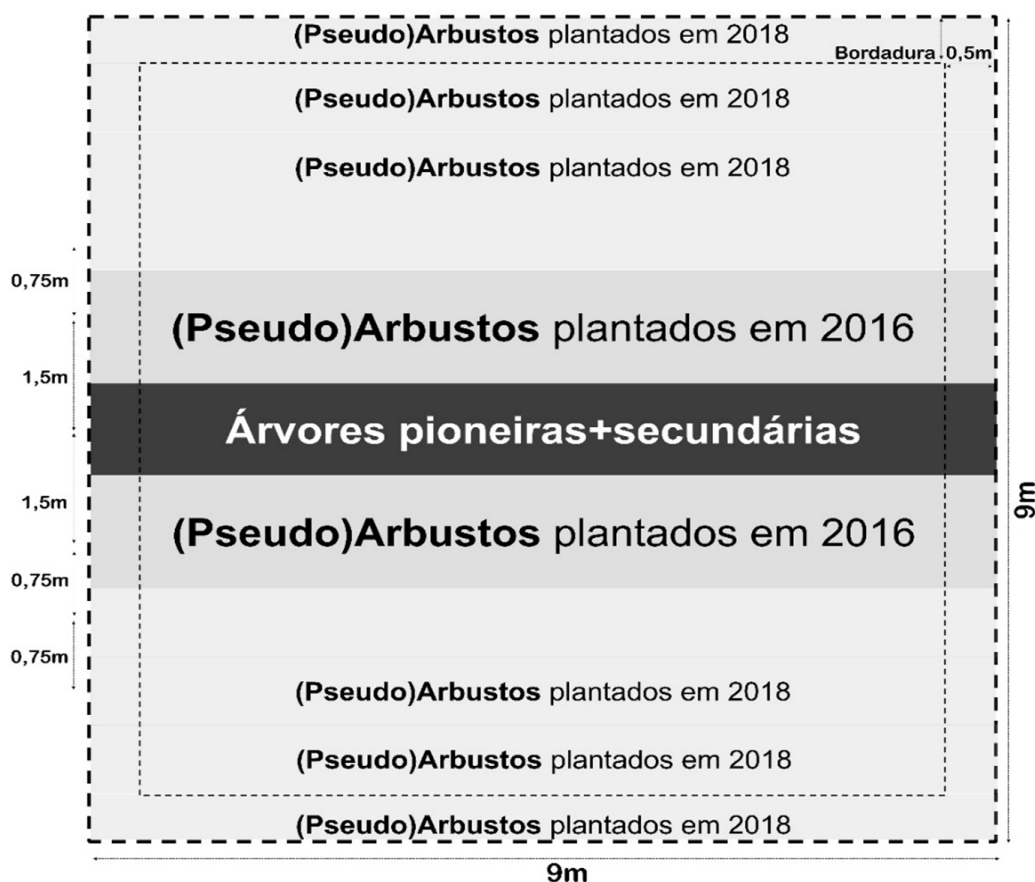 (Pseudo)Arbustos plantados em 2018
Bordadura 0,5m
(Pseudo)Arbustos plantados em 2018
(Pseudo)Arbustos plantados em 2018
0,75m
(Pseudo)Arbustos plantados em 2016
1,5m
Árvores pioneiras+secundárias
1,5m
9m
(Pseudo)Arbustos plantados em 2016
0,75m
0,75m
(Pseudo)Arbustos plantados em 2018
(Pseudo)Arbustos plantados em 2018
(Pseudo)Arbustos plantados em 2018
9m